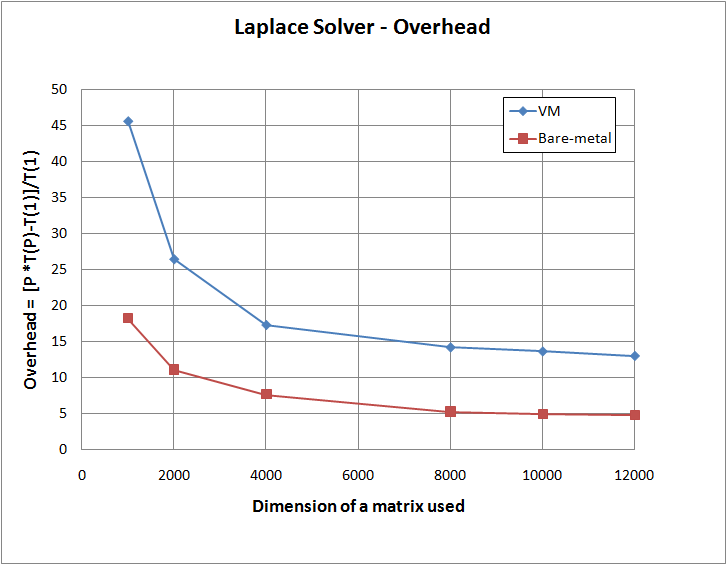 Laplace Solver - Overhead
50
45
40
35
30
25
20
15
10
5
0
VM
Bare-metal
Overhead = [P *T(P)-T(1)]/T(1)
0 2000 4000 6000 8000 10000 12000
Dimension of a matrix used